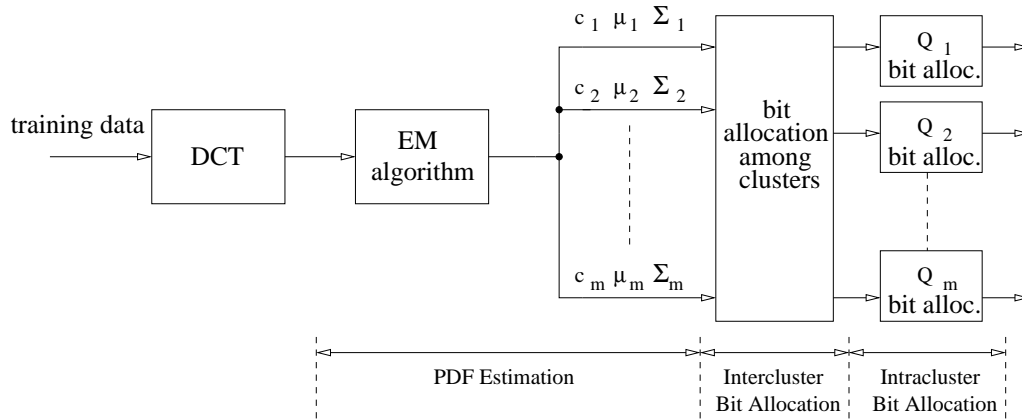 training data
DCT
EM
algorithm
c 1 μ 1 Σ 1
c 2 μ 2 Σ 2
c m μ m Σ m
bit
allocation
among
clusters
Q 1
bit alloc.
Q 2
bit alloc.
Q m
bit alloc.
PDF Estimation
Intercluster
Bit Allocation
Intracluster
Bit Allocation